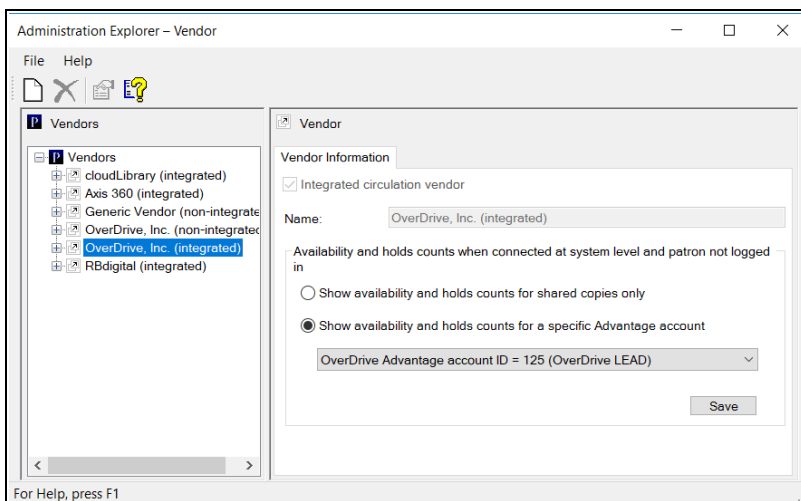 Administration Explorer – Vendor
File Help
Vendors
Vendors
cloudLibrary (integrated)
Axis 360 (integrated)
Generic Vendor (non-integrate
OverDrive, Inc. (non-integrated
OverDrive, Inc. (integrated)
RBdigital (integrated)
Vendor
Vendor Information
Integrated circulation vendor
Name: OverDrive, Inc. (integrated)
Availability and holds counts when connected at system level and patron not logged
in
Show availability and holds counts for shared copies only
Show availability and holds counts for a specific Advantage account
OverDrive Advantage account ID = 125 (OverDrive LEAD)
Save
For Help, press F1